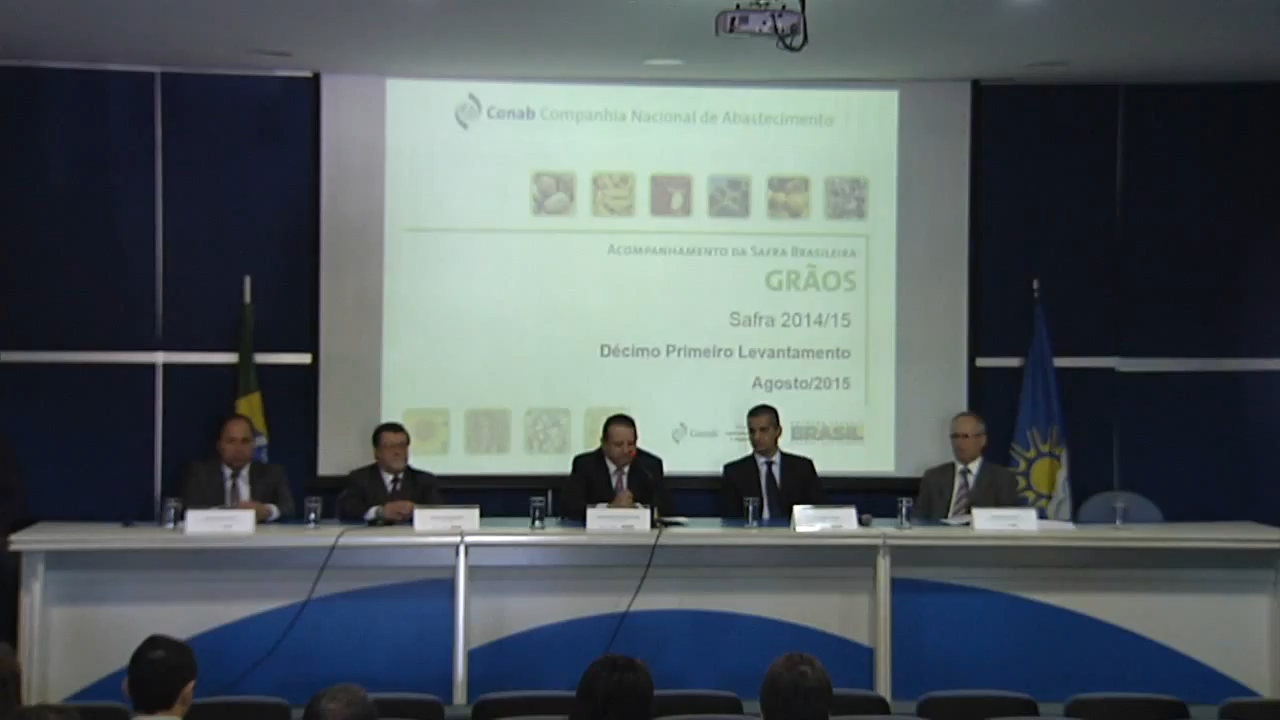 Conab Companhia Nacional de Abastecimento
Acompanhamento da Safra Brasileira
GRÃOS
Safra 2014/15
Décimo Primeiro Levantamento
Agosto/2015
Conab
BRASIL